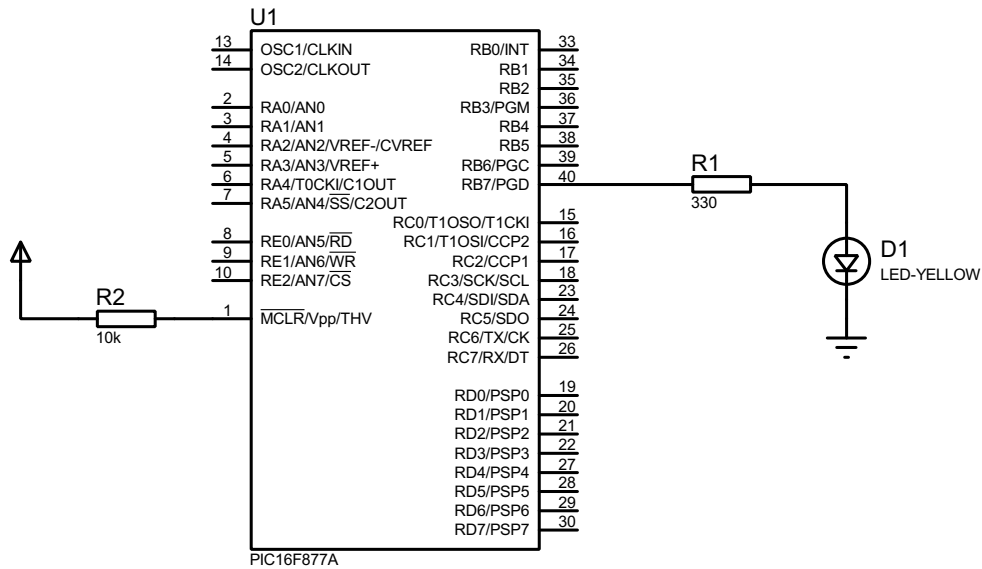 U1
13 OSC1/CLKIN RB0/INT 33
14 OSC2/CLKOUT RB1 34
RB2 35
2 RA0/AN0 RB3/PGM 36
3 RA1/AN1 RB4 37
4 RA2/AN2/VREF-/CVREF RB5 38
5 RA3/AN3/VREF+ RB6/PGC 39
6 RA4/T0CKI/C1OUT RB7/PGD 40
7 RA5/AN4/SS/C2OUT
RC0/T1OSO/T1CKI 15
8 RE0/AN5/RD RC1/T1OSI/CCP2 16
9 RE1/AN6/WR RC2/CCP1 17
10 RE2/AN7/CS RC3/SCK/SCL 18
RC4/SDI/SDA 23
1 MCLR/Vpp/THV RC5/SDO 24
RC6/TX/CK 25
RC7/RX/DT 26
RD0/PSP0 19
RD1/PSP1 20
RD2/PSP2 21
RD3/PSP3 22
RD4/PSP4 27
RD5/PSP5 28
RD6/PSP6 29
RD7/PSP7 30
PIC16F877A
R2
10k
R1
330
D1
LED-YELLOW